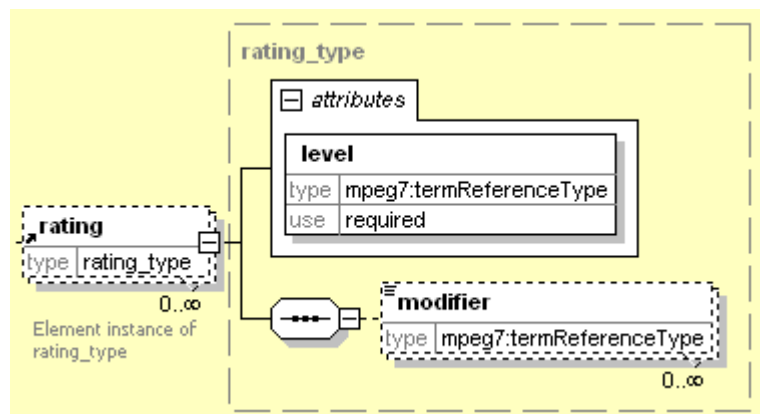 rating_type
attributes
level
type mpeg7:termReferenceType
use required
rating
type rating_type
0..∞
Element instance of
rating_type
modifier
type mpeg7:termReferenceType
0..∞